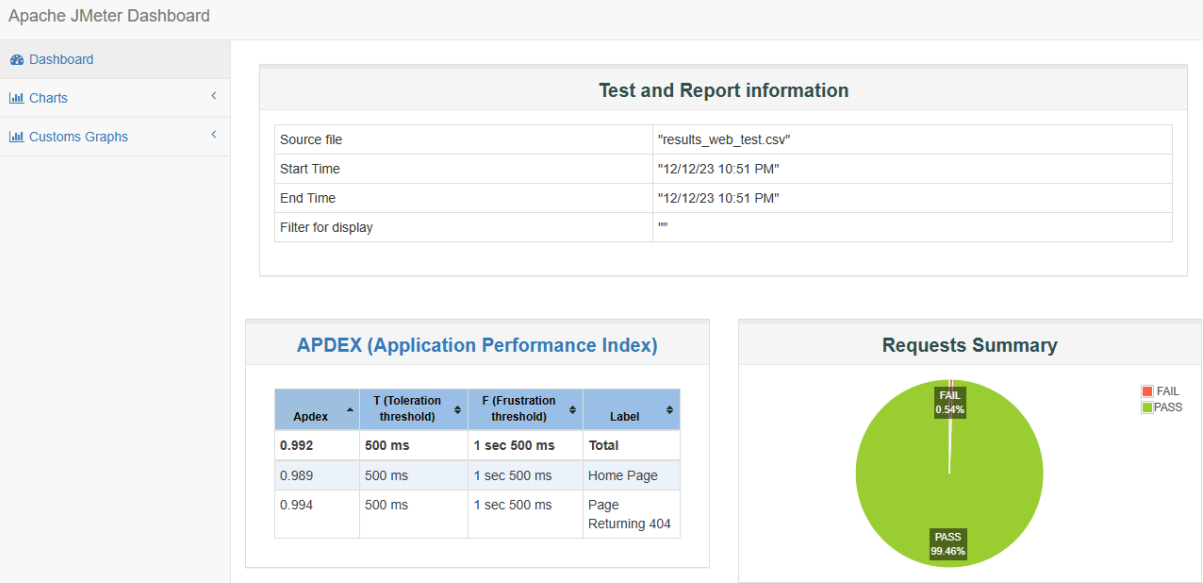 Apache JMeter Dashboard
Dashboard
Charts
Customs Graphs
Test and Report information
Source file "results_web_test.csv"
Start Time "12/12/23 10:51 PM"
End Time "12/12/23 10:51 PM"
Filter for display ""
APDEX (Application Performance Index)
Apdex T (Toleration threshold) F (Frustration threshold) Label
0.992 500 ms 1 sec 500 ms Total
0.989 500 ms 1 sec 500 ms Home Page
0.994 500 ms 1 sec 500 ms Page Returning 404
Requests Summary
FAIL
0.54%
PASS
99.46%
FAIL
PASS